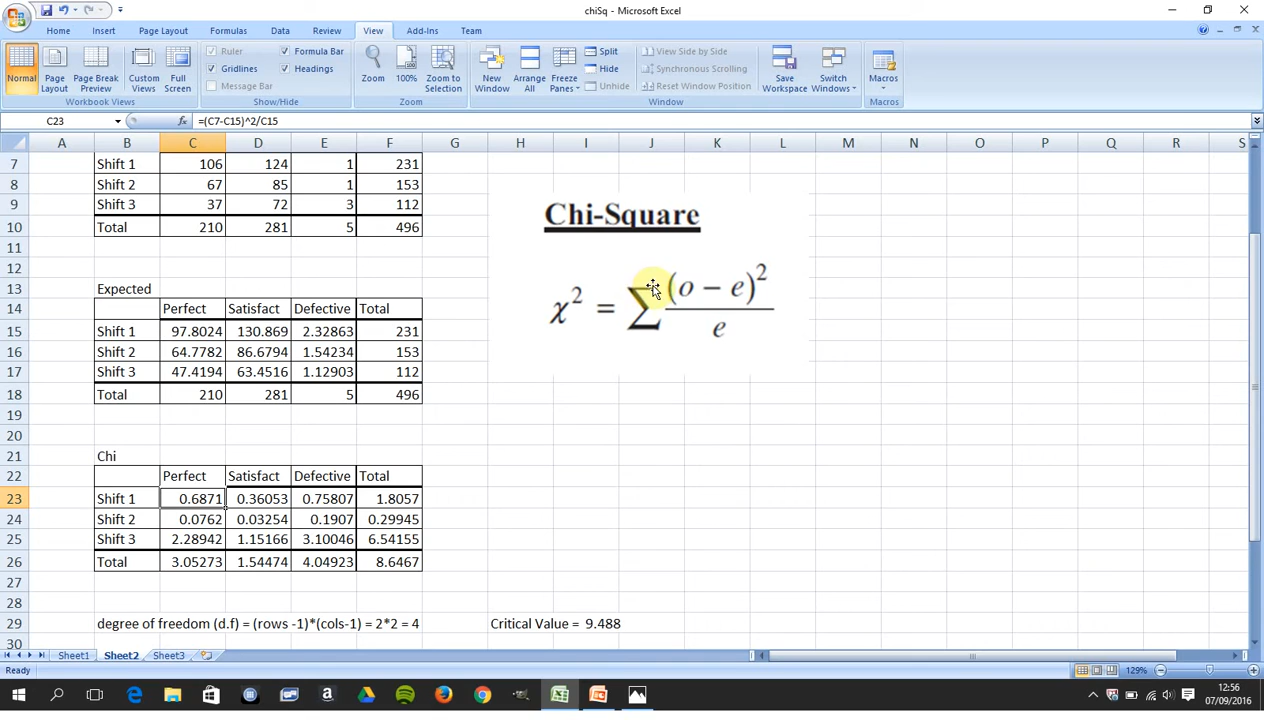 chiSq - Microsoft Excel
Home Insert Page Layout Formulas Data Review View Add-Ins Team
Normal Page Layout Page Break Preview Custom Views Full Screen
Workbook Views
Ruler Formula Bar
Gridlines Headings
Message Bar
Show/Hide
Zoom 100% Zoom to Selection
Zoom
New Window Arrange All Freeze Panes
Split
Hide
Unhide
View Side by Side
Synchronous Scrolling
Reset Window Position
Save Workspace Switch Windows
Window
Macros
Macros
C23 fx =(C7-C15)^2/C15
A B C D E F G H I J K L M N O P Q R S
7 Shift 1 106 124 1 231
8 Shift 2 67 85 1 153
9 Shift 3 37 72 3 112
10 Total 210 281 5 496
11
12
13 Expected
14 Perfect Satisfact Defective Total
15 Shift 1 97.8024 130.869 2.32863 231
16 Shift 2 64.7782 86.6794 1.54234 153
17 Shift 3 47.4194 63.4516 1.12903 112
18 Total 210 281 5 496
19
20
21 Chi
22 Perfect Satisfact Defective Total
23 Shift 1 0.6871 0.36053 0.75807 1.8057
24 Shift 2 0.0762 0.03254 0.1907 0.29945
25 Shift 3 2.28942 1.15166 3.10046 6.54155
26 Total 3.05273 1.54474 4.04923 8.6467
27
28
29 degree of freedom (d.f) = (rows -1)*(cols-1) = 2*2 = 4 Critical Value = 9.488
30
Chi-Square
χ² = ∑ (o − e)² / e
Sheet1 Sheet2 Sheet3
Ready 129%
12:56
07/09/2016